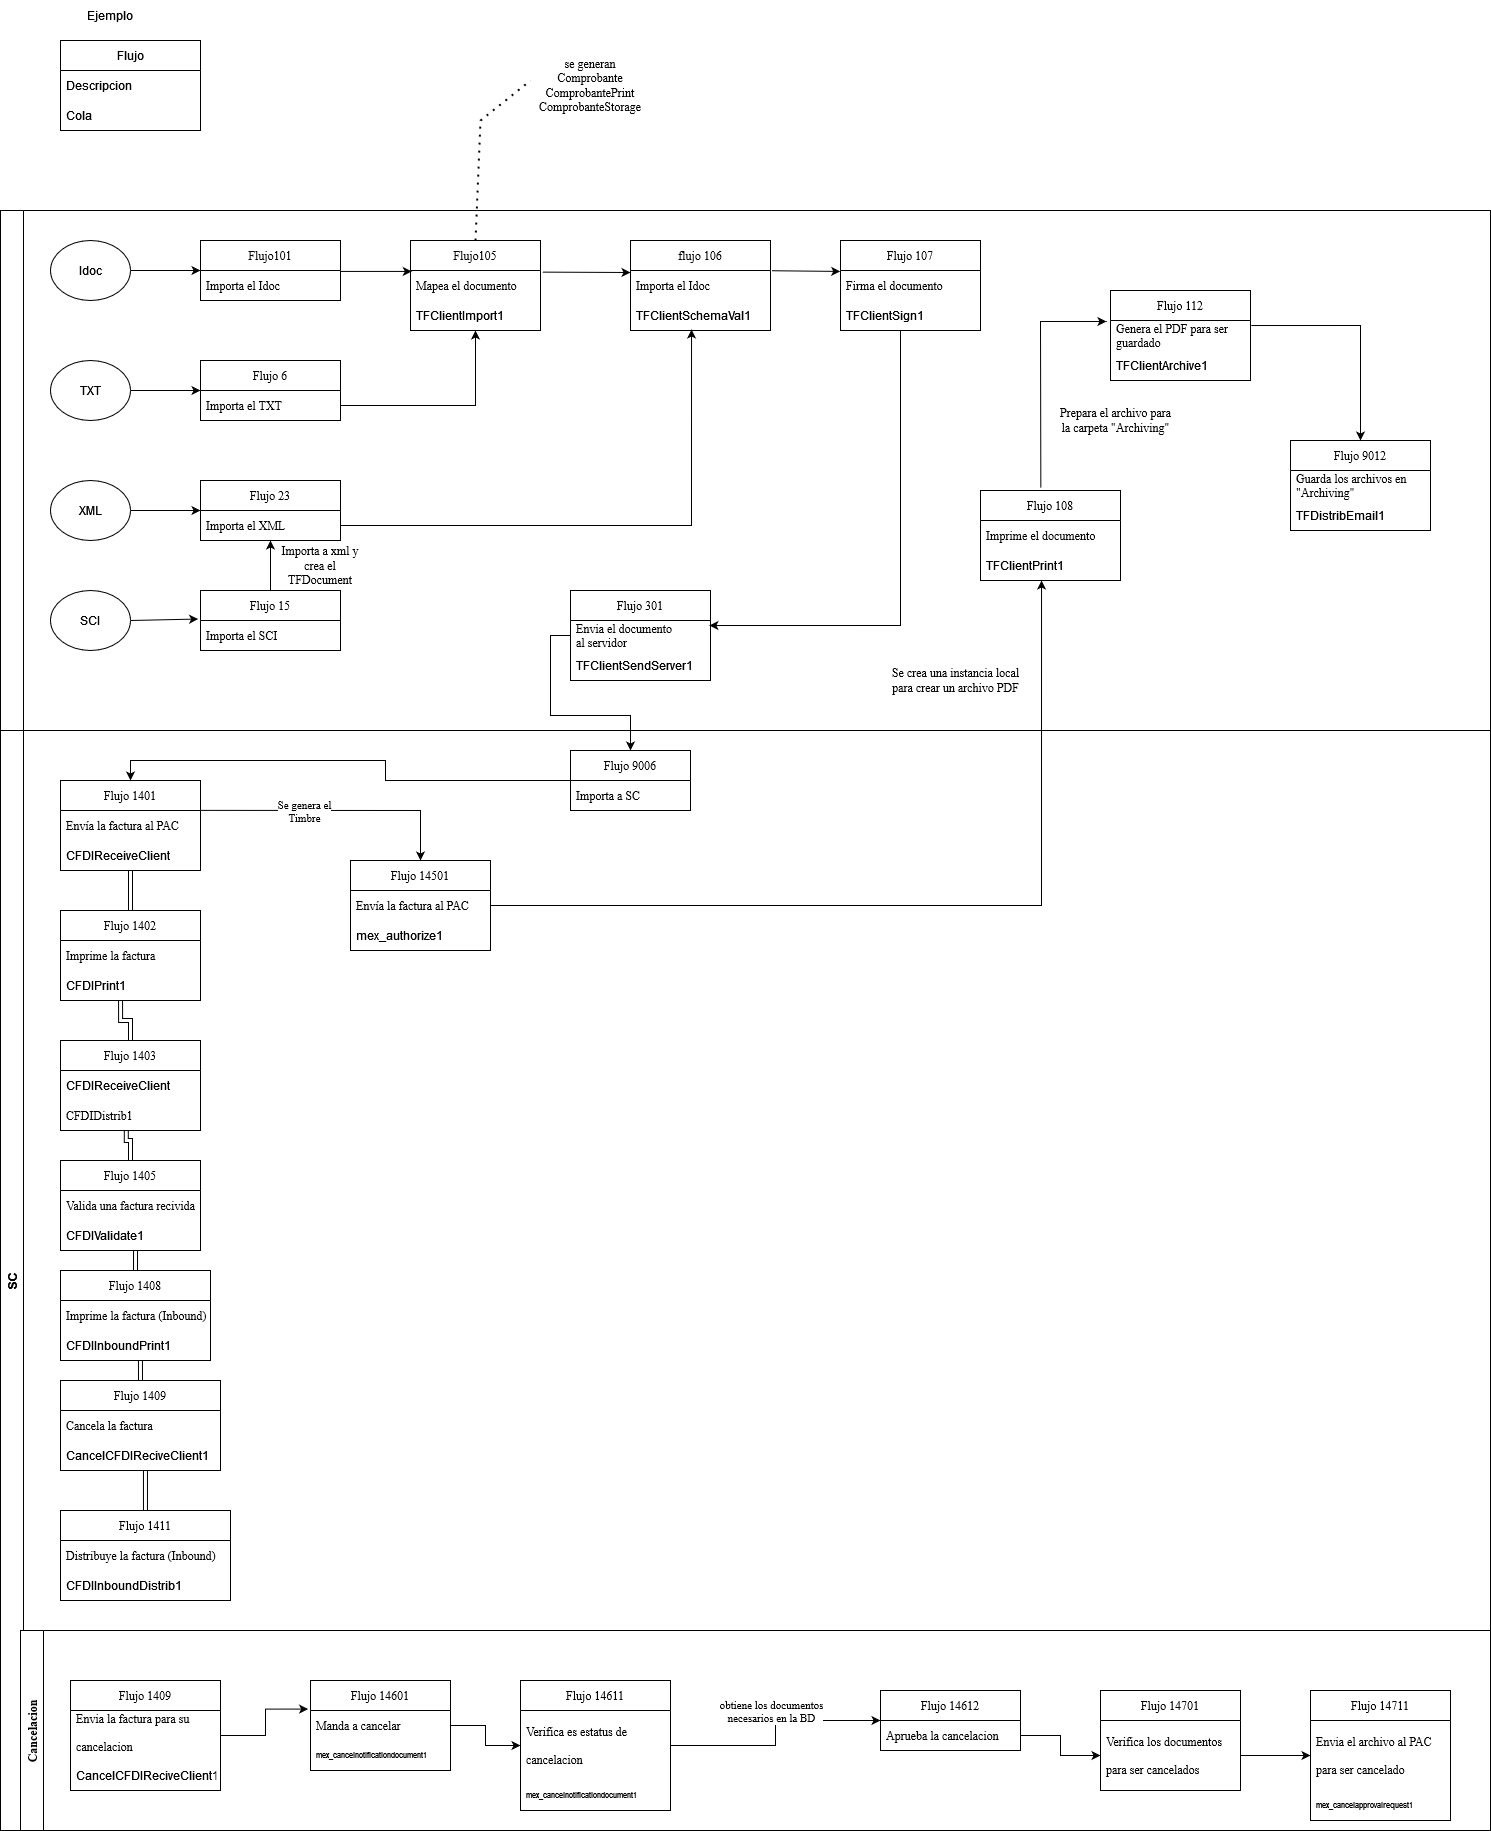 Ejemplo
Flujo
Descripcion
Cola
se generan
Comprobante
ComprobantePrint
ComprobanteStorage
Idoc
Flujo101
Importa el Idoc
Flujo105
Mapea el documento
TFClientImport1
flujo 106
Importa el Idoc
TFClientSchemaVal1
Flujo 107
Firma el documento
TFClientSign1
Flujo 112
Genera el PDF para ser
guardado
TFClientArchive1
TXT
Flujo 6
Importa el TXT
Prepara el archivo para
la carpeta "Archiving"
Flujo 9012
Guarda los archivos en
"Archiving"
TFDistribEmail1
XML
Flujo 23
Importa el XML
Importa a xml y
crea el
TFDocument
Flujo 108
Imprime el documento
TFClientPrint1
SCI
Flujo 15
Importa el SCI
Flujo 301
Envia el documento
al servidor
TFClientSendServer1
Se crea una instancia local
para crear un archivo PDF
SC
Flujo 9006
Importa a SC
Flujo 1401
Envía la factura al PAC
CFDIReceiveClient
Se genera el
Timbre
Flujo 14501
Envía la factura al PAC
mex_authorize1
Flujo 1402
Imprime la factura
CFDIPrint1
Flujo 1403
CFDIReceiveClient
CFDIDistrib1
Flujo 1405
Valida una factura recivida
CFDIValidate1
Flujo 1408
Imprime la factura (Inbound)
CFDIInboundPrint1
Flujo 1409
Cancela la factura
CancelCFDIReciveClient1
Flujo 1411
Distribuye la factura (Inbound)
CFDIInboundDistrib1
Cancelacion
Flujo 1409
Envia la factura para su
cancelacion
CancelCFDIReciveClient1
Flujo 14601
Manda a cancelar
mex_cancelnotificationdocument1
Flujo 14611
Verifica es estatus de
cancelacion
mex_cancelnotificationdocument1
obtiene los documentos
necesarios en la BD
Flujo 14612
Aprueba la cancelacion
Flujo 14701
Verifica los documentos
para ser cancelados
Flujo 14711
Envia el archivo al PAC
para ser cancelado
mex_cancelapprovalrequest1